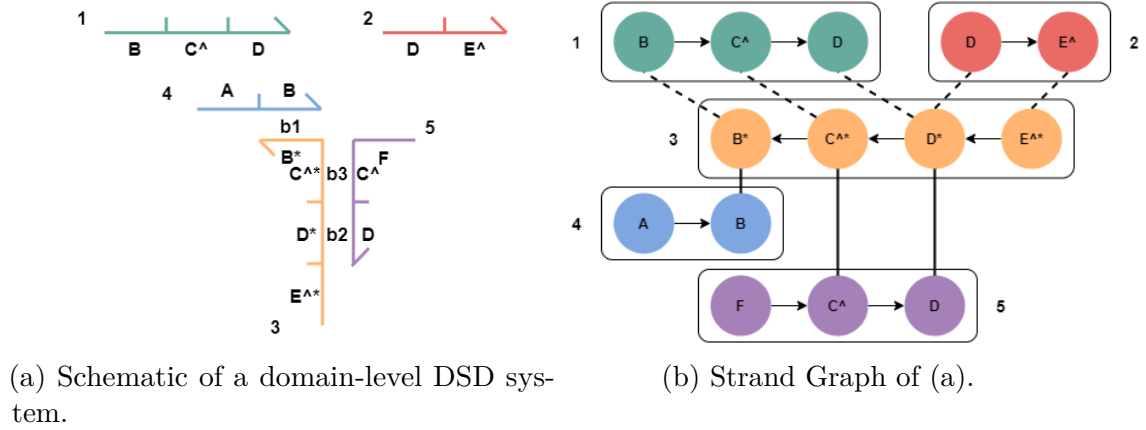 1
B C^ D
2
D E^
4
A B
b1
5
B*
F
C^* b3 C^
D* b2 D
E^*
3
1
B C^ D
D E^
2
3
B* C^* D* E^*
4
A B
F C^ D
5
(a) Schematic of a domain-level DSD sys-
tem.
(b) Strand Graph of (a).